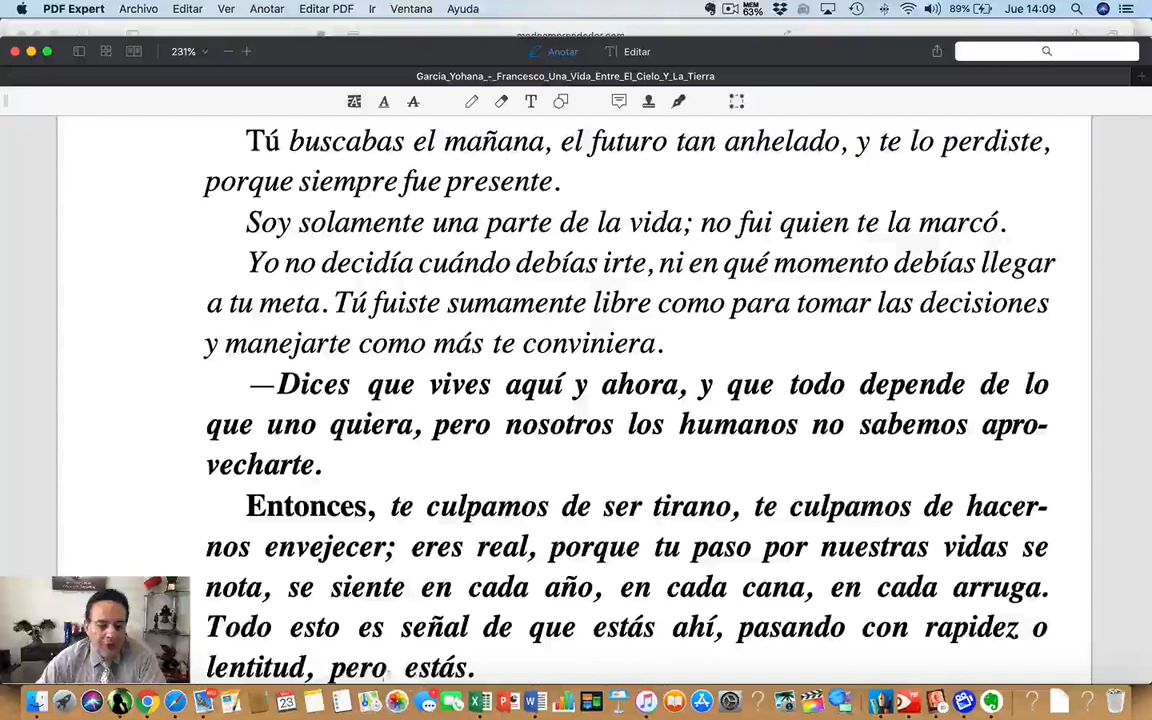 PDF Expert Archivo Editar Ver Anotar Editar PDF Ir Ventana Ayuda MEM 63% 89% Jue 14:09
231% Anotar Editar
García_Yohana_-_Francesco_Una_Vida_Entre_El_Cielo_Y_La_Tierra
Tú buscabas el mañana, el futuro tan anhelado, y te lo perdiste,
porque siempre fue presente.
Soy solamente una parte de la vida; no fui quien te la marcó.
Yo no decidía cuándo debías irte, ni en qué momento debías llegar
a tu meta. Tú fuiste sumamente libre como para tomar las decisiones
y manejarte como más te conviniera.
—Dices que vives aquí y ahora, y que todo depende de lo
que uno quiera, pero nosotros los humanos no sabemos apro-
vecharte.
Entonces, te culpamos de ser tirano, te culpamos de hacer-
nos envejecer; eres real, porque tu paso por nuestras vidas se
nota, se siente en cada año, en cada cana, en cada arruga.
Todo esto es señal de que estás ahí, pasando con rapidez o
lentitud, pero estás.